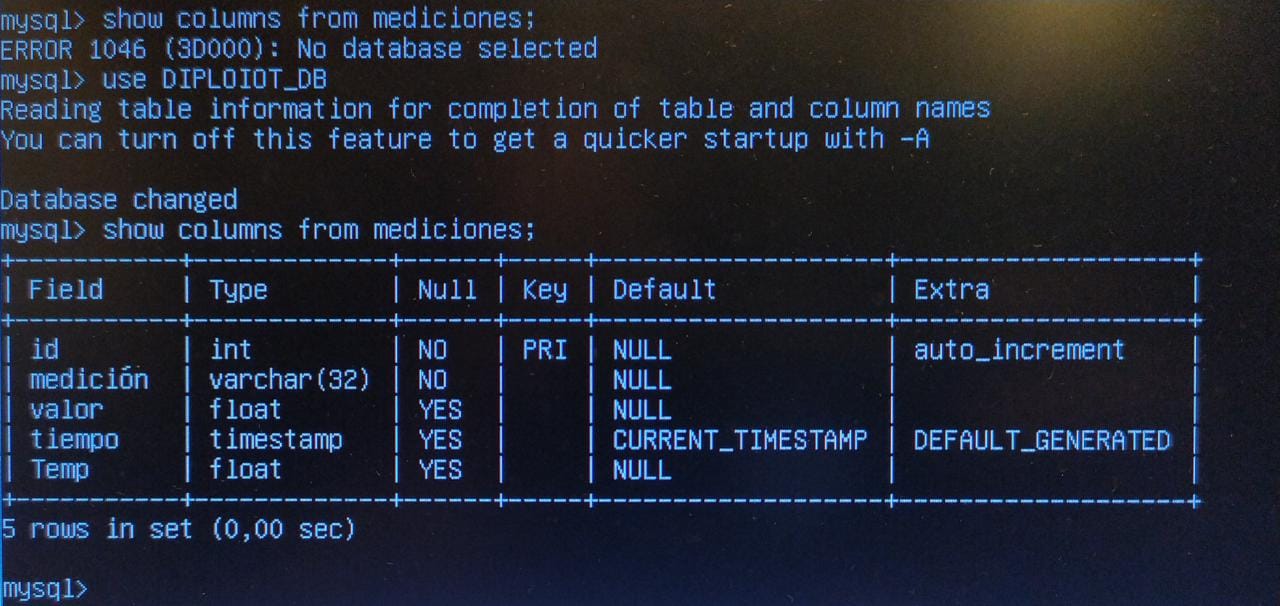 mysql> show columns from mediciones;
ERROR 1046 (3D000): No database selected
mysql> use DIPLOIOT_DB
Reading table information for completion of table and column names
You can turn off this feature to get a quicker startup with -A
Database changed
mysql> show columns from mediciones;
+-----------+-------------+------+-----+-------------------+-------------------+
| Field     | Type        | Null | Key | Default           | Extra             |
+-----------+-------------+------+-----+-------------------+-------------------+
| id        | int         | NO   | PRI | NULL              | auto_increment    |
| medición  | varchar(32) | NO   |     | NULL              |                   |
| valor     | float       | YES  |     | NULL              |                   |
| tiempo    | timestamp   | YES  |     | CURRENT_TIMESTAMP | DEFAULT_GENERATED |
| Temp      | float       | YES  |     | NULL              |                   |
+-----------+-------------+------+-----+-------------------+-------------------+
5 rows in set (0,00 sec)
mysql>